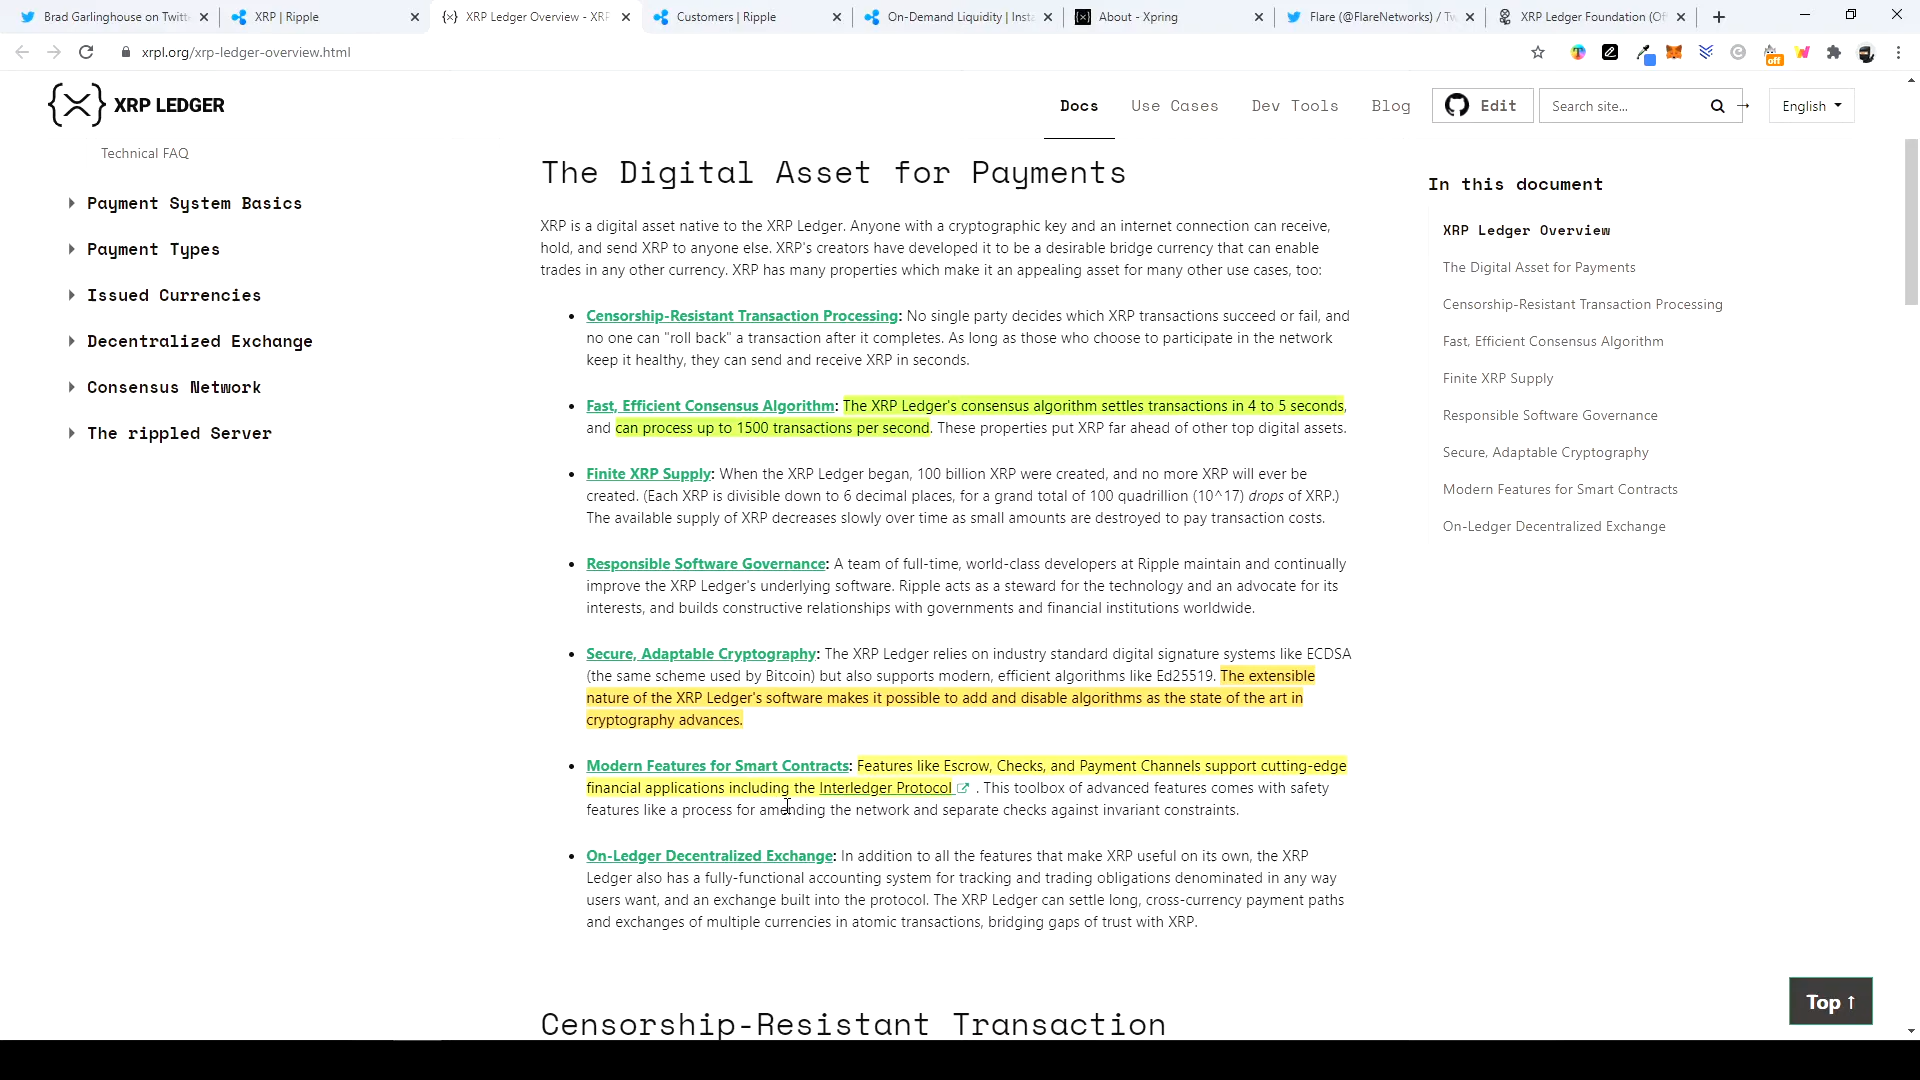 Brad Garlinghouse on Twitt
XRP | Ripple
XRP Ledger Overview - XRP
Customers | Ripple
On-Demand Liquidity | Insta
About - Xpring
Flare (@FlareNetworks) / Tw
XRP Ledger Foundation (Of
xrpl.org/xrp-ledger-overview.html
off
XRP LEDGER
Docs
Use Cases
Dev Tools
Blog
Edit
Search site...
English
Technical FAQ
Payment System Basics
Payment Types
Issued Currencies
Decentralized Exchange
Consensus Network
The rippled Server
The Digital Asset for Payments
XRP is a digital asset native to the XRP Ledger. Anyone with a cryptographic key and an internet connection can receive,
hold, and send XRP to anyone else. XRP's creators have developed it to be a desirable bridge currency that can enable
trades in any other currency. XRP has many properties which make it an appealing asset for many other use cases, too:
• Censorship-Resistant Transaction Processing: No single party decides which XRP transactions succeed or fail, and
no one can "roll back" a transaction after it completes. As long as those who choose to participate in the network
keep it healthy, they can send and receive XRP in seconds.
• Fast, Efficient Consensus Algorithm: The XRP Ledger's consensus algorithm settles transactions in 4 to 5 seconds,
and can process up to 1500 transactions per second. These properties put XRP far ahead of other top digital assets.
• Finite XRP Supply: When the XRP Ledger began, 100 billion XRP were created, and no more XRP will ever be
created. (Each XRP is divisible down to 6 decimal places, for a grand total of 100 quadrillion (10^17) drops of XRP.)
The available supply of XRP decreases slowly over time as small amounts are destroyed to pay transaction costs.
• Responsible Software Governance: A team of full-time, world-class developers at Ripple maintain and continually
improve the XRP Ledger's underlying software. Ripple acts as a steward for the technology and an advocate for its
interests, and builds constructive relationships with governments and financial institutions worldwide.
• Secure, Adaptable Cryptography: The XRP Ledger relies on industry standard digital signature systems like ECDSA
(the same scheme used by Bitcoin) but also supports modern, efficient algorithms like Ed25519. The extensible
nature of the XRP Ledger's software makes it possible to add and disable algorithms as the state of the art in
cryptography advances.
• Modern Features for Smart Contracts: Features like Escrow, Checks, and Payment Channels support cutting-edge
financial applications including the Interledger Protocol . This toolbox of advanced features comes with safety
features like a process for amending the network and separate checks against invariant constraints.
• On-Ledger Decentralized Exchange: In addition to all the features that make XRP useful on its own, the XRP
Ledger also has a fully-functional accounting system for tracking and trading obligations denominated in any way
users want, and an exchange built into the protocol. The XRP Ledger can settle long, cross-currency payment paths
and exchanges of multiple currencies in atomic transactions, bridging gaps of trust with XRP.
Censorship-Resistant Transaction
In this document
XRP Ledger Overview
The Digital Asset for Payments
Censorship-Resistant Transaction Processing
Fast, Efficient Consensus Algorithm
Finite XRP Supply
Responsible Software Governance
Secure, Adaptable Cryptography
Modern Features for Smart Contracts
On-Ledger Decentralized Exchange
Top ↑